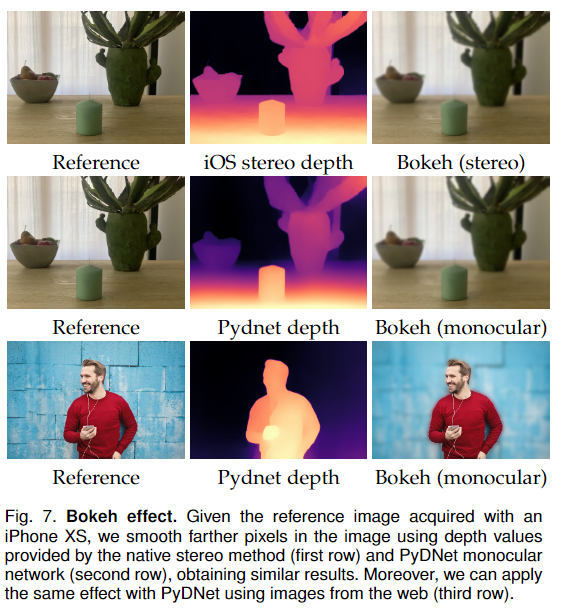 Reference
iOS stereo depth
Bokeh (stereo)
Reference
Pydnet depth
Bokeh (monocular)
Reference
Pydnet depth
Bokeh (monocular)
Fig. 7. Bokeh effect. Given the reference image acquired with an
iPhone XS, we smooth farther pixels in the image using depth values
provided by the native stereo method (first row) and PyDNet monocular
network (second row), obtaining similar results. Moreover, we can apply
the same effect with PyDNet using images from the web (third row).